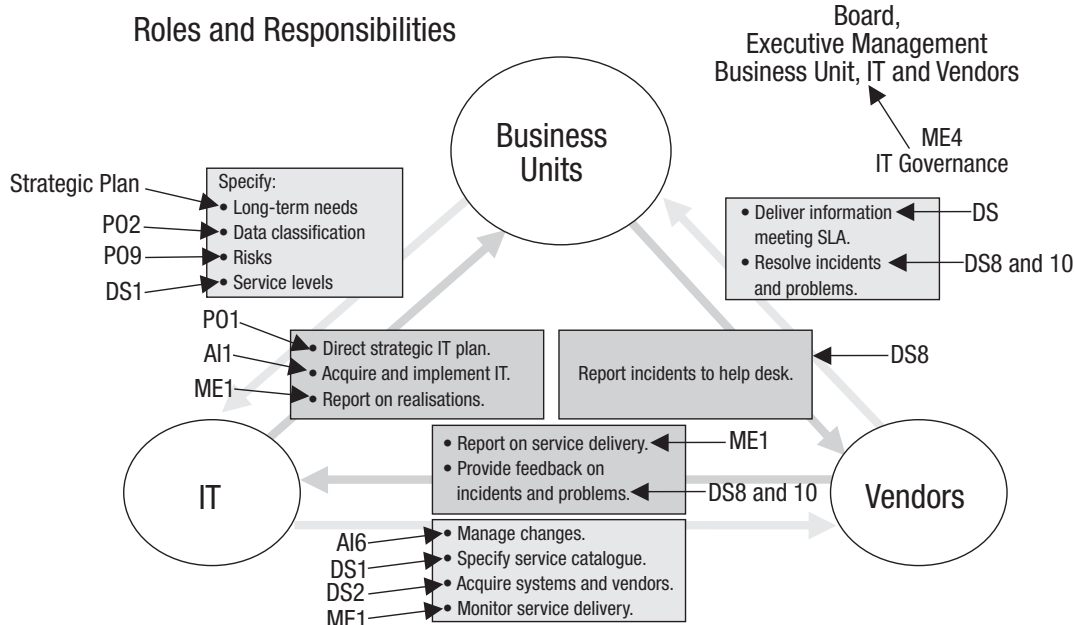 Roles and Responsibilities
Board,
Executive Management
Business Unit, IT and Vendors
ME4
IT Governance
Business
Units
Strategic Plan
PO2
PO9
DS1
Specify:
• Long-term needs
• Data classification
• Risks
• Service levels
• Deliver information
meeting SLA.
• Resolve incidents
and problems.
DS
DS8 and 10
PO1
AI1
ME1
• Direct strategic IT plan.
• Acquire and implement IT.
• Report on realisations.
Report incidents to help desk.
DS8
IT
• Report on service delivery.
• Provide feedback on
incidents and problems.
ME1
DS8 and 10
Vendors
AI6
DS1
DS2
ME1
• Manage changes.
• Specify service catalogue.
• Acquire systems and vendors.
• Monitor service delivery.